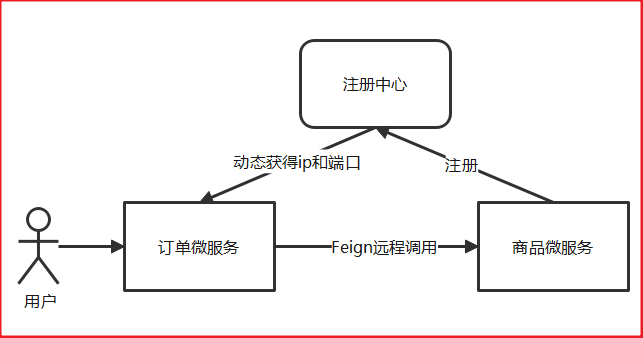 注册中心
动态获得ip和端口
注册
订单微服务
Feign远程调用
商品微服务
用户